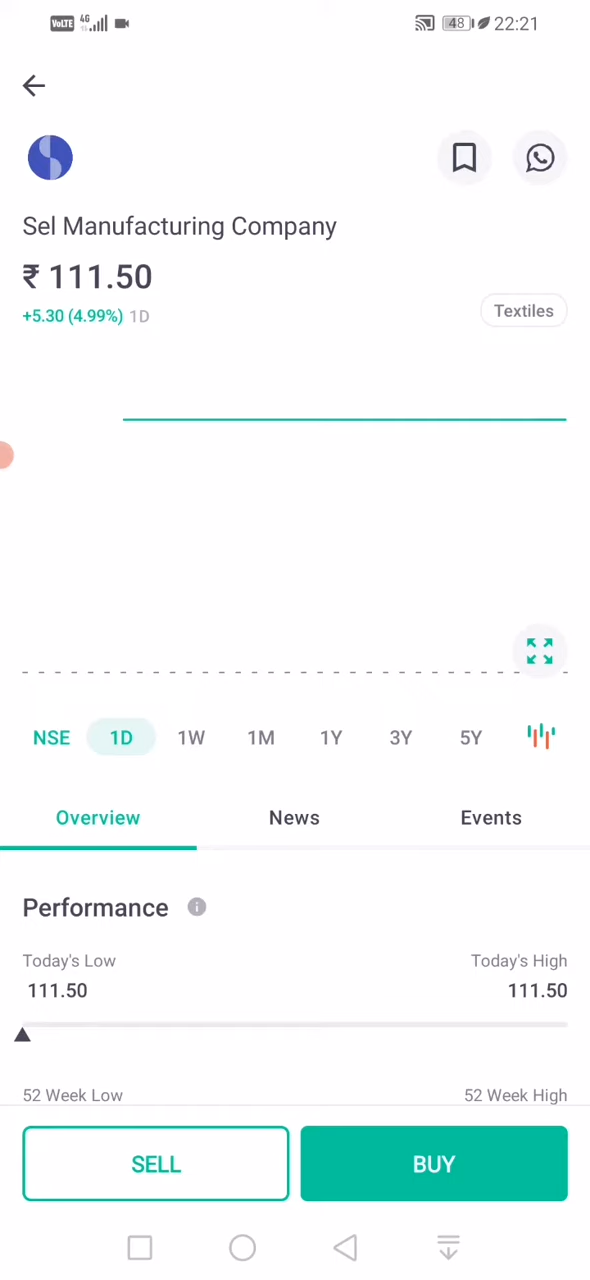 VoLTE 4G 48 22:21
Sel Manufacturing Company
₹ 111.50
+5.30 (4.99%) 1D
Textiles
NSE 1D 1W 1M 1Y 3Y 5Y
Overview News Events
Performance
Today's Low Today's High
111.50 111.50
52 Week Low 52 Week High
SELL BUY